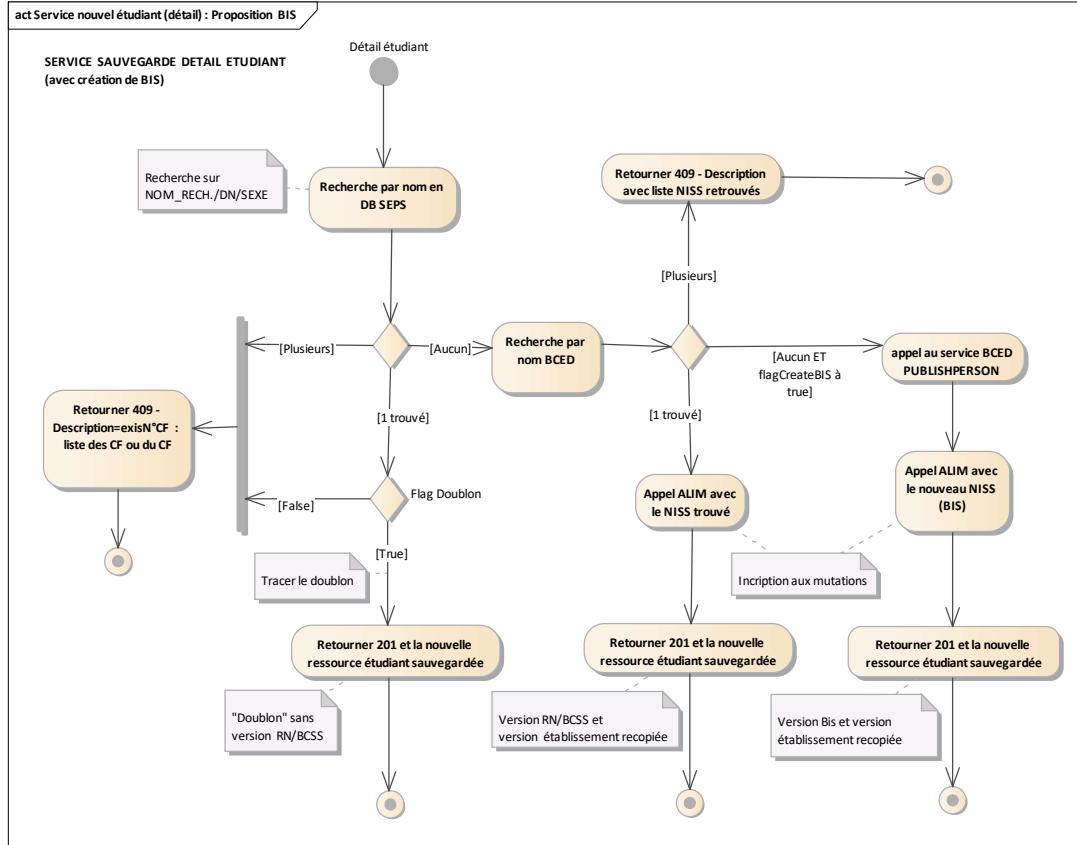 act Service nouvel étudiant (détail) : Proposition BIS
SERVICE SAUVEGARDE DETAIL ETUDIANT
(avec création de BIS)
Détail étudiant
Recherche sur
NOM_RECH./DN/SEXE
Recherche par nom en
DB SEPS
Retourner 409 - Description
avec liste NISS retrouvés
[Plusieurs]
[Plusieurs]
[Aucun]
Recherche par
nom BCED
[Aucun ET
flagCreateBIS à
true]
appel au service BCED
PUBLISHPERSON
Retourner 409 -
Description=exisN°CF :
liste des CF ou du CF
[1 trouvé]
[1 trouvé]
Flag Doublon
[False]
[True]
Appel ALIM avec
le NISS trouvé
Appel ALIM avec
le nouveau NISS
(BIS)
Tracer le doublon
Incription aux mutations
Retourner 201 et la nouvelle
ressource étudiant sauvegardée
Retourner 201 et la nouvelle
ressource étudiant sauvegardée
Retourner 201 et la nouvelle
ressource étudiant sauvegardée
"Doublon" sans
version RN/BCSS
Version RN/BCSS et
version établissement recopiée
Version Bis et version
établissement recopiée